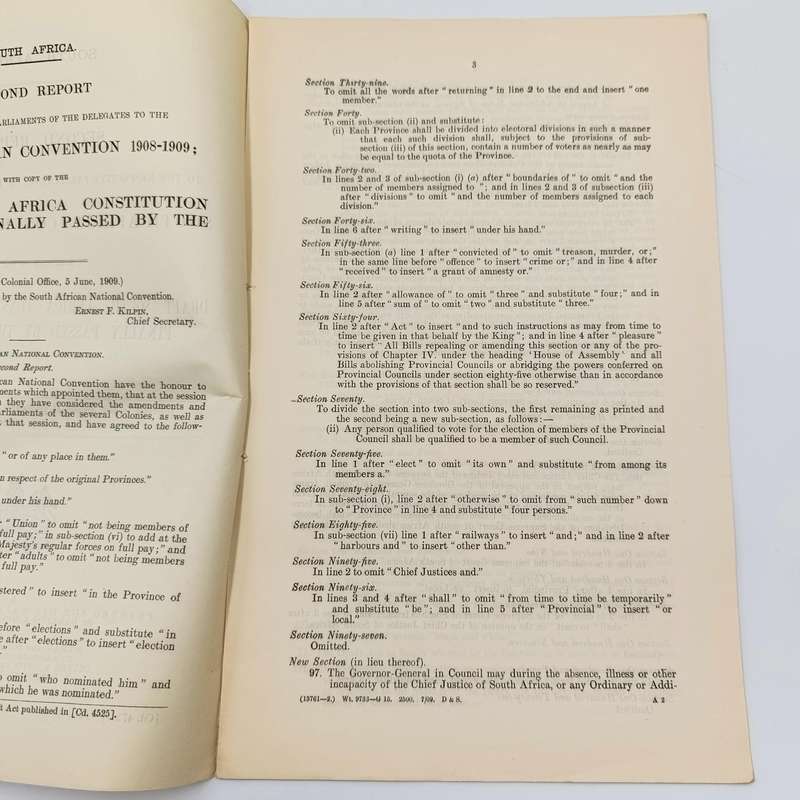 UTH AFRICA.
OND REPORT
ARLIAMENTS OF THE DELEGATES TO THE
N CONVENTION 1908-1909;
WITH COPY OF THE
AFRICA CONSTITUTION
NALLY PASSED BY THE
Colonial Office, 5 June, 1909.)
by the South African National Convention.
ERNEST F. KILPIN,
Chief Secretary.
AN NATIONAL CONVENTION.
econd Report.
can National Convention have the honour to
ments which appointed them, that at the session
they have considered the amendments and
arliaments of the several Colonies, as well as
t that session, and have agreed to the follow-
" or of any place in them."
n respect of the original Provinces."
under his hand."
"Union" to omit "not being members of
full pay;" in sub-section (vi) to add at the
Majesty's regular forces on full pay;" and
ter "adults" to omit "not being members
full pay."
stered" to insert "in the Province of
efore "elections" and substitute "in
e after "elections" to insert "election
o omit "who nominated him" and
which he was nominated."
t Act published in [Cd. 4525].
3
Section Thirty-nine.
To omit all the words after "returning" in line 2 to the end and insert "one
member."
Section Forty.
To omit sub-section (ii) and substitute:
(ii) Each Province shall be divided into electoral divisions in such a manner
that each such division shall, subject to the provisions of sub-
section (iii) of this section, contain a number of voters as nearly as may
be equal to the quota of the Province.
Section Forty-two.
In lines 2 and 3 of sub-section (i) (a) after "boundaries of" to omit "and the
number of members assigned to"; and in lines 2 and 3 of subsection (iii)
after "divisions" to omit "and the number of members assigned to each
division."
Section Forty-six.
In line 6 after "writing" to insert "under his hand."
Section Fifty-three.
In sub-section (a) line 1 after "convicted of" to omit "treason, murder, or;"
in the same line before "offence" to insert "crime or;" and in line 4 after
"received" to insert "a grant of amnesty or."
Section Fifty-six.
In line 2 after "allowance of" to omit "three" and substitute "four;" and in
line 5 after "sum of" to omit "two" and substitute "three."
Section Sixty-four.
In line 2 after "Act" to insert "and to such instructions as may from time to
time be given in that behalf by the King"; and in line 4 after "pleasure"
to insert "All Bills repealing or amending this section or any of the pro-
visions of Chapter IV. under the heading 'House of Assembly' and all
Bills abolishing Provincial Councils or abridging the powers conferred on
Provincial Councils under section eighty-five otherwise than in accordance
with the provisions of that section shall be so reserved."
Section Seventy.
To divide the section into two sub-sections, the first remaining as printed and
the second being a new sub-section, as follows:—
(ii) Any person qualified to vote for the election of members of the Provincial
Council shall be qualified to be a member of such Council.
Section Seventy-five.
In line 1 after "elect" to omit "its own" and substitute "from among its
members a."
Section Seventy-eight.
In sub-section (i), line 2 after "otherwise" to omit from "such number" down
to "Province" in line 4 and substitute "four persons."
Section Eighty-five.
In sub-section (vii) line 1 after "railways" to insert "and;" and in line 2 after
"harbours and" to insert "other than."
Section Ninety-five.
In line 2 to omit "Chief Justices and."
Section Ninety-six.
In lines 3 and 4 after "shall" to omit "from time to time be temporarily"
and substitute "be"; and in line 5 after "Provincial" to insert "or
local."
Section Ninety-seven.
Omitted.
New Section (in lieu thereof).
97. The Governor-General in Council may during the absence, illness or other
incapacity of the Chief Justice of South Africa, or any Ordinary or Addi-
(15761—2.) Wt. 9733—G 15. 2500. 7/09. D & S. A 2